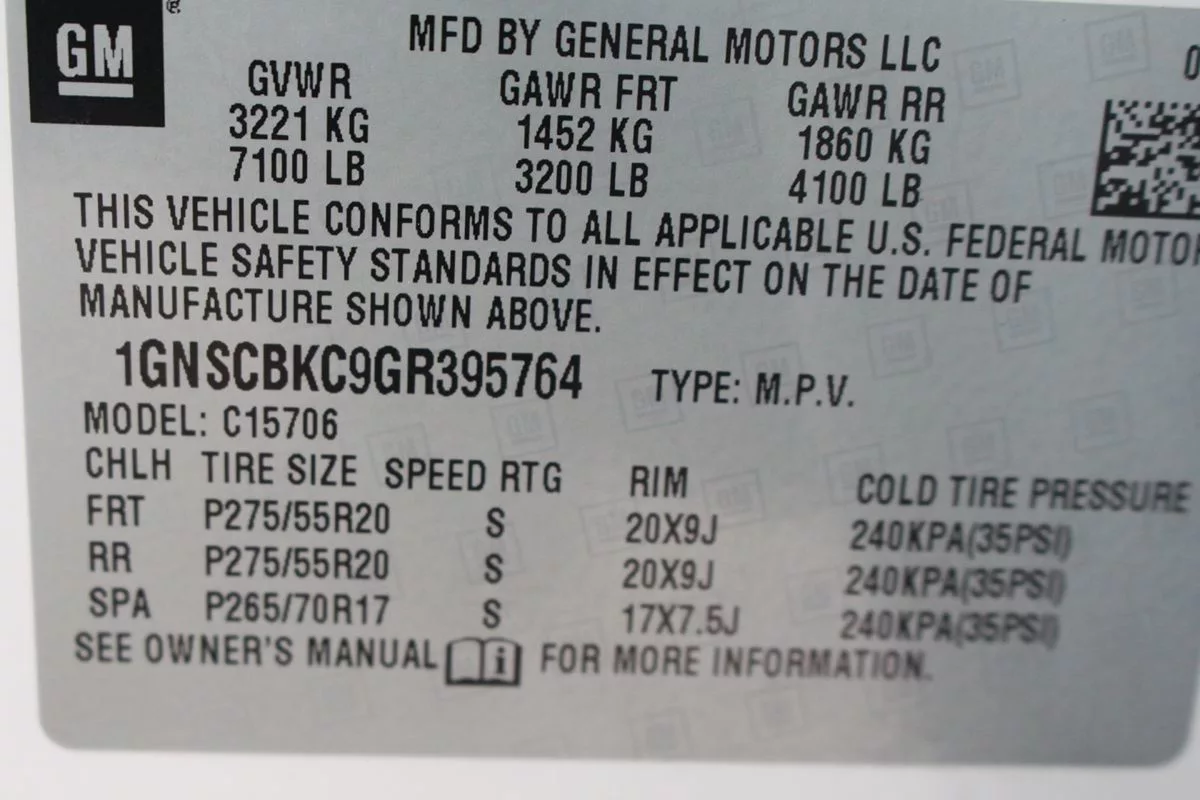 GM
MFD BY GENERAL MOTORS LLC
GVWR GAWR FRT GAWR RR
3221 KG 1452 KG 1860 KG
7100 LB 3200 LB 4100 LB
THIS VEHICLE CONFORMS TO ALL APPLICABLE U.S. FEDERAL MOTOR
VEHICLE SAFETY STANDARDS IN EFFECT ON THE DATE OF
MANUFACTURE SHOWN ABOVE.
1GNSCBKC9GR395764 TYPE: M.P.V.
MODEL: C15706
CHLH TIRE SIZE SPEED RTG RIM COLD TIRE PRESSURE
FRT P275/55R20 S 20X9J 240KPA(35PSI)
RR P275/55R20 S 20X9J 240KPA(35PSI)
SPA P265/70R17 S 17X7.5J 240KPA(35PSI)
SEE OWNER'S MANUAL i FOR MORE INFORMATION.